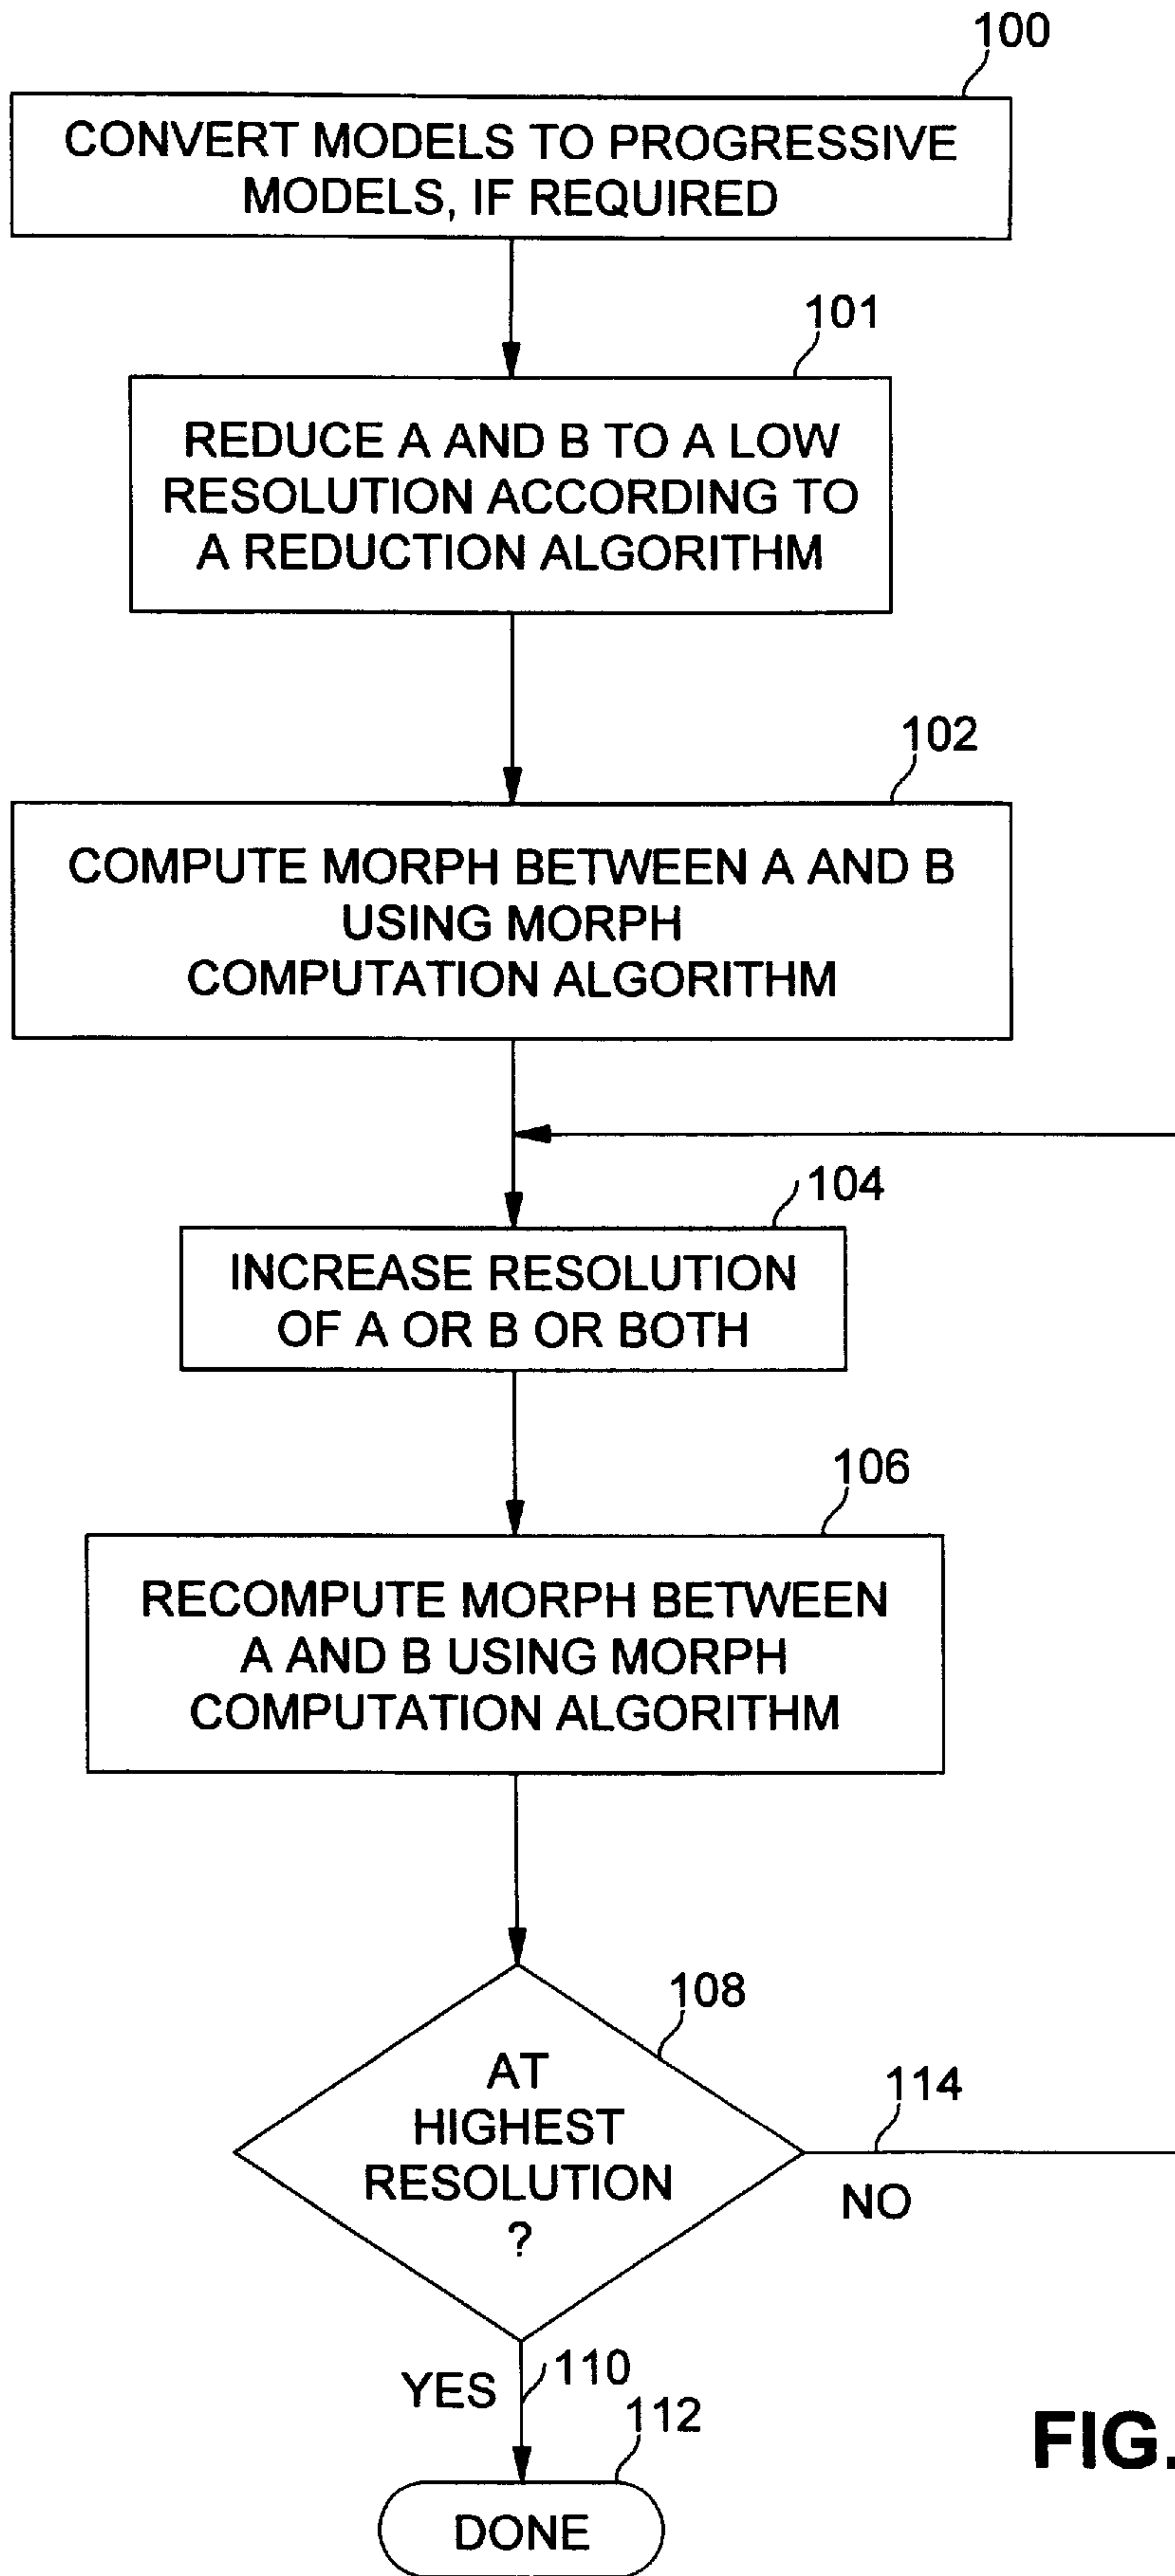 100
CONVERT MODELS TO PROGRESSIVE
MODELS, IF REQUIRED
101
REDUCE A AND B TO A LOW
RESOLUTION ACCORDING TO
A REDUCTION ALGORITHM
102
COMPUTE MORPH BETWEEN A AND B
USING MORPH
COMPUTATION ALGORITHM
104
INCREASE RESOLUTION
OF A OR B OR BOTH
106
RECOMPUTE MORPH BETWEEN
A AND B USING MORPH
COMPUTATION ALGORITHM
108
AT
HIGHEST
RESOLUTION
?
114
NO
YES
110
112
DONE
FIG.